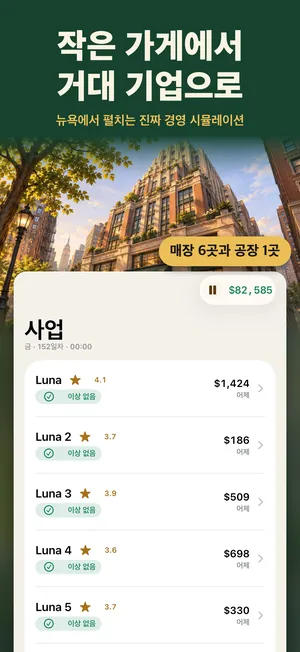 작은 가게에서
거대 기업으로
뉴욕에서 펼치는 진짜 경영 시뮬레이션
매장 6곳과 공장 1곳
$82,585
사업
금 · 152일차 · 00:00
Luna ★ 4.1
$1,424
이상 없음
어제
Luna 2 ★ 3.7
$186
이상 없음
어제
Luna 3 ★ 3.9
$509
이상 없음
어제
Luna 4 ★ 3.6
$698
이상 없음
어제
Luna 5 ★ 3.7
$330
이상 없음
어제